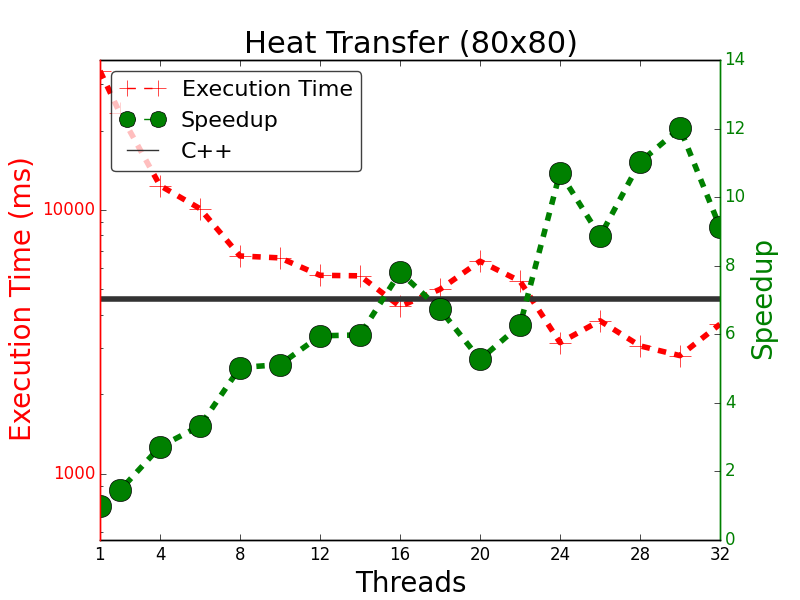 Heat Transfer (80x80)
Execution Time
Speedup
C++
Execution Time (ms)
10000
1000
14
12
10
8
6
4
2
0
Speedup
1 4 8 12 16 20 24 28 32
Threads